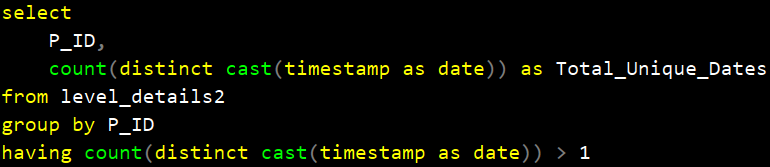 select
    P_ID,
    count(distinct cast(timestamp as date)) as Total_Unique_Dates
from level_details2
group by P_ID
having count(distinct cast(timestamp as date)) > 1